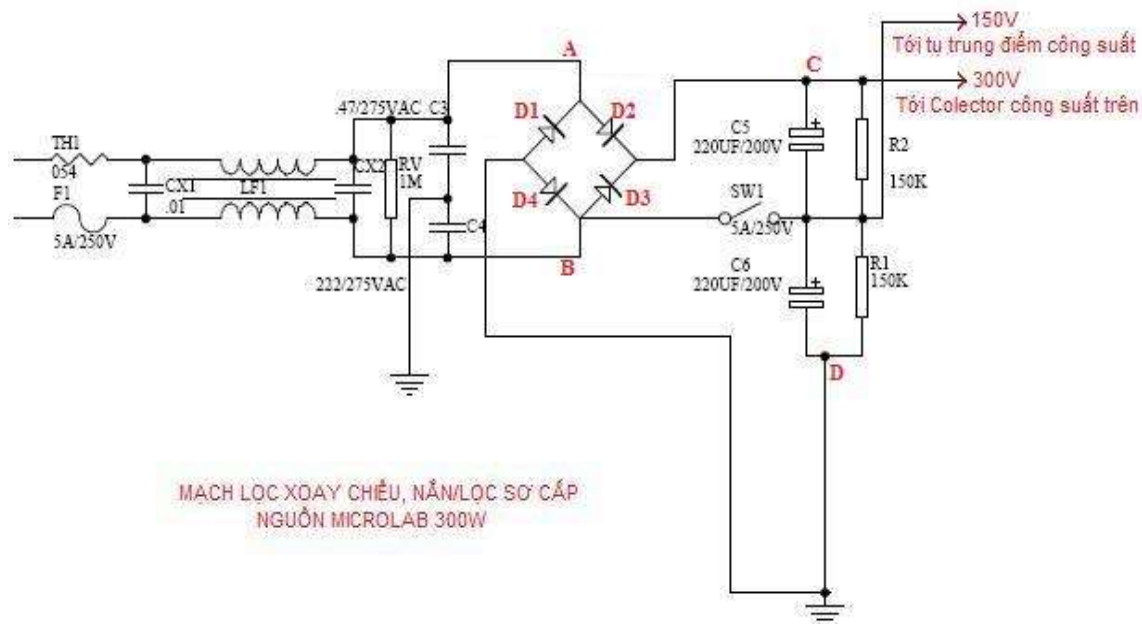 150V
Tới tụ trung điểm công suất
A
C
300V
Tới Colector công suất trên
.47/275VAC
C3
D1
D2
C5
220UF/200V
R2
150K
TH1
054
CX1
.01
LF1
CX2
RV
1M
F1
5A/250V
D4
D3
SW1
5A/250V
C4
B
C6
220UF/200V
R1
150K
222/275VAC
D
MẠCH LỌC XOAY CHIỀU, NẮN/LỌC SƠ CẤP
NGUỒN MICROLAB 300W